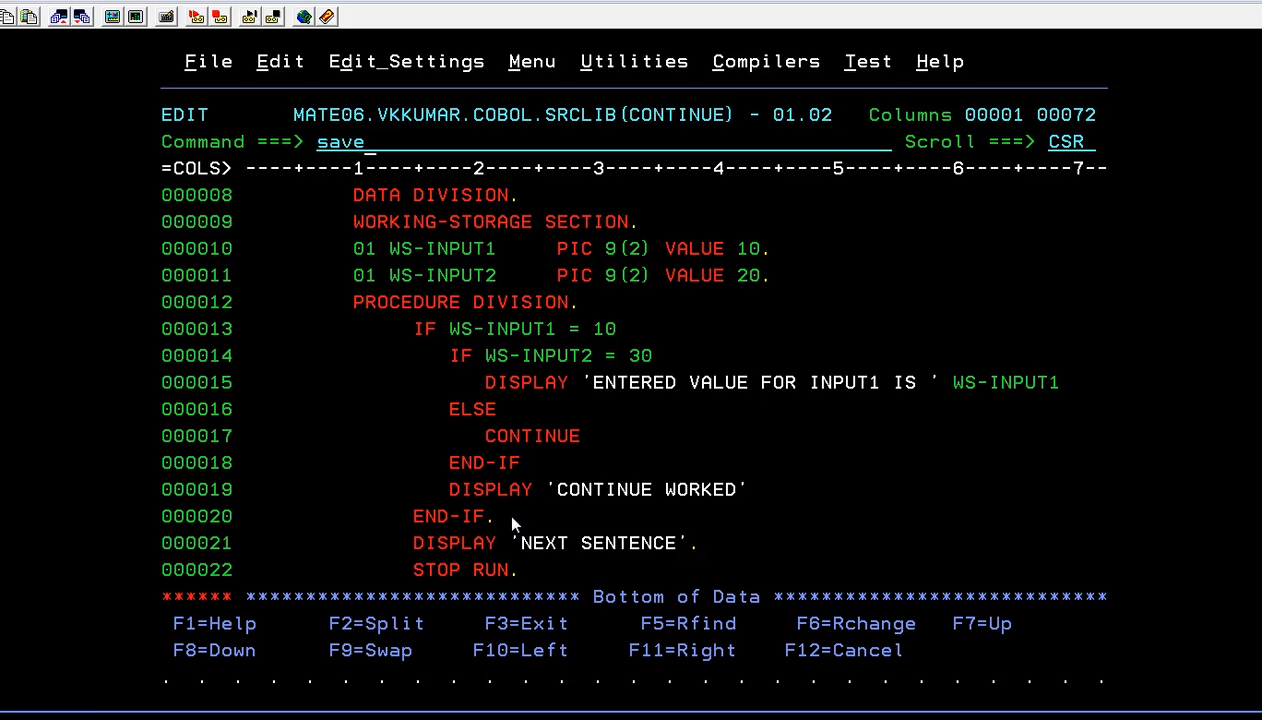 File Edit Edit_Settings Menu Utilities Compilers Test Help
EDIT MATE06.VKKUMAR.COBOL.SRCLIB(CONTINUE) - 01.02 Columns 00001 00072
Command ===> save Scroll ===> CSR
=COLS> ----+----1----+----2----+----3----+----4----+----5----+----6----+----7--
000008 DATA DIVISION.
000009 WORKING-STORAGE SECTION.
000010 01 WS-INPUT1 PIC 9(2) VALUE 10.
000011 01 WS-INPUT2 PIC 9(2) VALUE 20.
000012 PROCEDURE DIVISION.
000013 IF WS-INPUT1 = 10
000014 IF WS-INPUT2 = 30
000015 DISPLAY 'ENTERED VALUE FOR INPUT1 IS ' WS-INPUT1
000016 ELSE
000017 CONTINUE
000018 END-IF
000019 DISPLAY 'CONTINUE WORKED'
000020 END-IF.
000021 DISPLAY 'NEXT SENTENCE'.
000022 STOP RUN.
****** **************************** Bottom of Data ****************************
F1=Help F2=Split F3=Exit F5=Rfind F6=Rchange F7=Up
F8=Down F9=Swap F10=Left F11=Right F12=Cancel
. . . . . . . . . . . . . . . . . . . . . . . . . . .